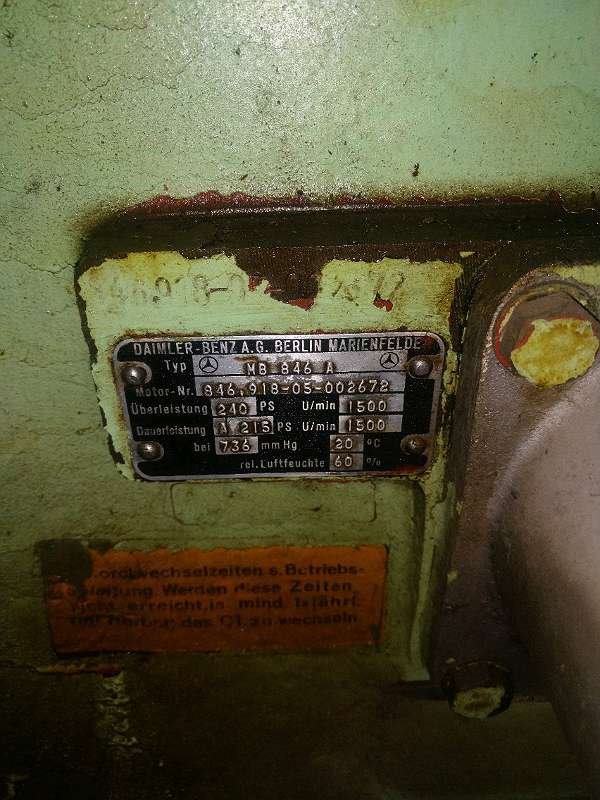 DAIMLER-BENZ A.G. BERLIN MARIENFELDE
Typ MB 846 A
Motor-Nr. 846.918-05-002672
Überleistung 240 PS U/min 1500
Dauerleistung A 215 PS U/min 1500
bei 736 mm Hg 20 °C
rel. Luftfeuchte 60 %
wechselzeiten s. Betriebs-
Werden diese Zeiten
nicht erreicht, is mind. 1x jährl.
das Öl zu wechseln